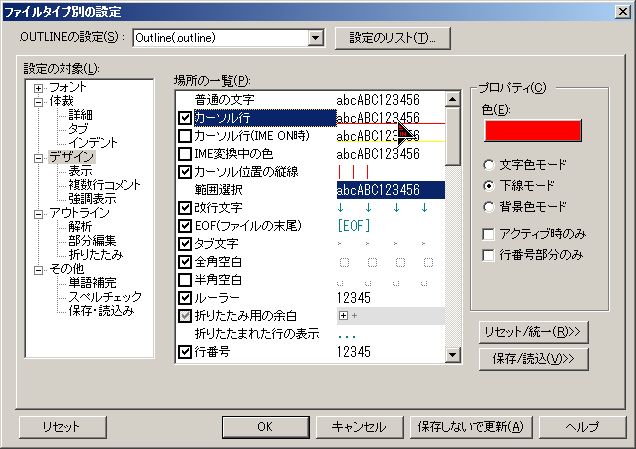 ファイルタイプ別の設定
OUTLINEの設定(S): Outline(.outline) 設定のリスト(T)...
設定の対象(L):
フォント
体裁
詳細
タブ
インデント
デザイン
表示
複数行コメント
強調表示
アウトライン
解析
部分編集
折りたたみ
その他
単語補完
スペルチェック
保存・読込み
場所の一覧(P):
普通の文字 abcABC123456
カーソル行 abcABC123456
カーソル行(IME ON時) abcABC123456
IME変換中の色 abcABC123456
カーソル位置の縦線
範囲選択 abcABC123456
改行文字 ↓ ↓ ↓ ↓
EOF(ファイルの末尾) [EOF]
タブ文字
全角空白
半角空白
ルーラー 12345
折りたたみ用の余白
折りたたまれた行の表示 ...
行番号 12345
プロパティ(C)
色(E):
文字色モード
下線モード
背景色モード
アクティブ時のみ
行番号部分のみ
リセット/統一(R)>>
保存/読込(V)>>
リセット OK キャンセル 保存しないで更新(A) ヘルプ